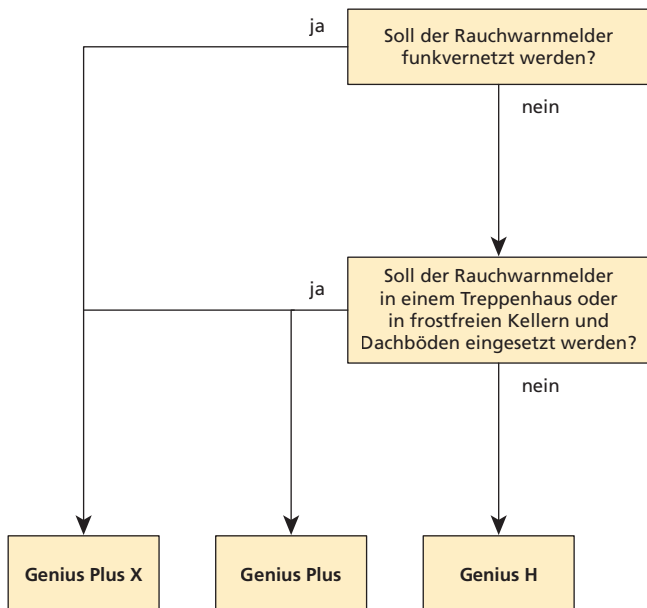 ja
Soll der Rauchwarnmelder
funkvernetzt werden?
nein
ja
Soll der Rauchwarnmelder
in einem Treppenhaus oder
in frostfreien Kellern und
Dachböden eingesetzt werden?
nein
Genius Plus X
Genius Plus
Genius H